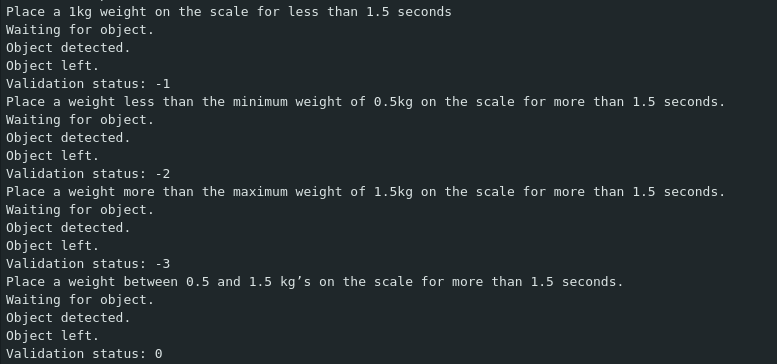 Place a 1kg weight on the scale for less than 1.5 seconds
Waiting for object.
Object detected.
Object left.
Validation status: -1
Place a weight less than the minimum weight of 0.5kg on the scale for more than 1.5 seconds.
Waiting for object.
Object detected.
Object left.
Validation status: -2
Place a weight more than the maximum weight of 1.5kg on the scale for more than 1.5 seconds.
Waiting for object.
Object detected.
Object left.
Validation status: -3
Place a weight between 0.5 and 1.5 kg’s on the scale for more than 1.5 seconds.
Waiting for object.
Object detected.
Object left.
Validation status: 0